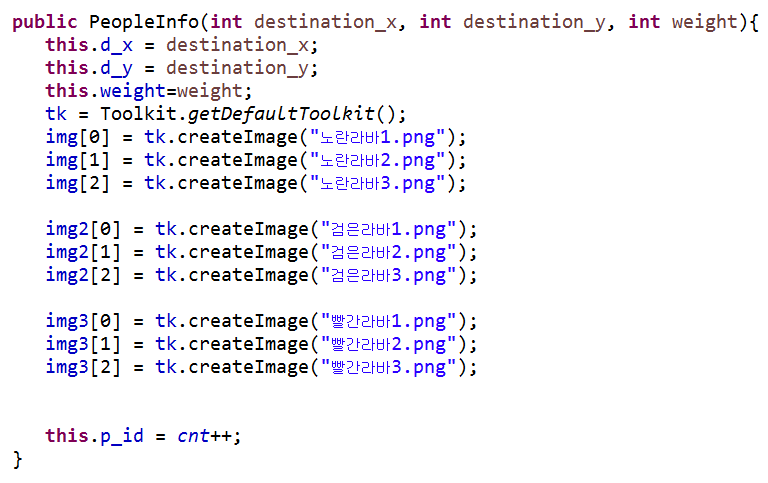 public PeopleInfo(int destination_x, int destination_y, int weight){
this.d_x = destination_x;
this.d_y = destination_y;
this.weight=weight;
tk = Toolkit.getDefaultToolkit();
img[0] = tk.createImage("노란라바1.png");
img[1] = tk.createImage("노란라바2.png");
img[2] = tk.createImage("노란라바3.png");
img2[0] = tk.createImage("검은라바1.png");
img2[1] = tk.createImage("검은라바2.png");
img2[2] = tk.createImage("검은라바3.png");
img3[0] = tk.createImage("빨간라바1.png");
img3[1] = tk.createImage("빨간라바2.png");
img3[2] = tk.createImage("빨간라바3.png");
this.p_id = cnt++;
}